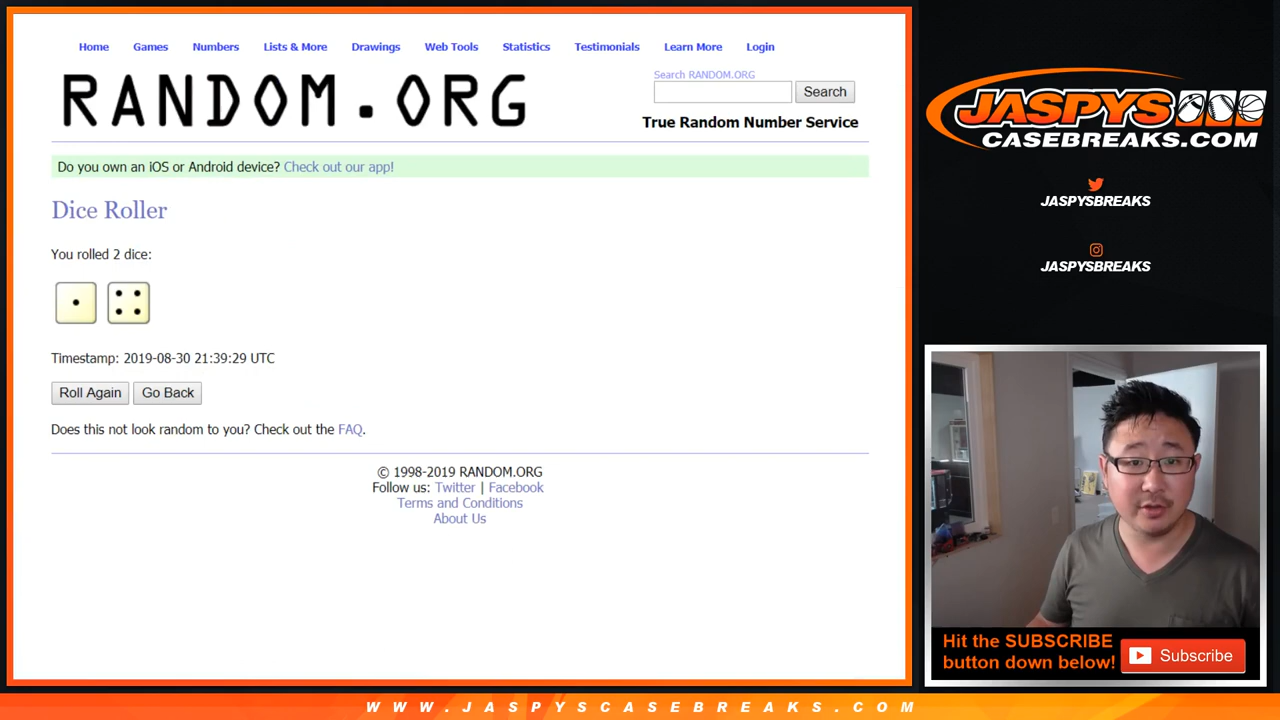 Home Games Numbers Lists & More Drawings Web Tools Statistics Testimonials Learn More Login
RANDOM.ORG
Search RANDOM.ORG
Search
True Random Number Service
Do you own an iOS or Android device? Check out our app!
Dice Roller
You rolled 2 dice:
Timestamp: 2019-08-30 21:39:29 UTC
Roll Again Go Back
Does this not look random to you? Check out the FAQ.
© 1998-2019 RANDOM.ORG
Follow us: Twitter | Facebook
Terms and Conditions
About Us
JASPYS
CASEBREAKS.COM
JASPYSBREAKS
JASPYSBREAKS
Hit the SUBSCRIBE
button down below!
Subscribe
WWW.JASPYSCASEBREAKS.COM